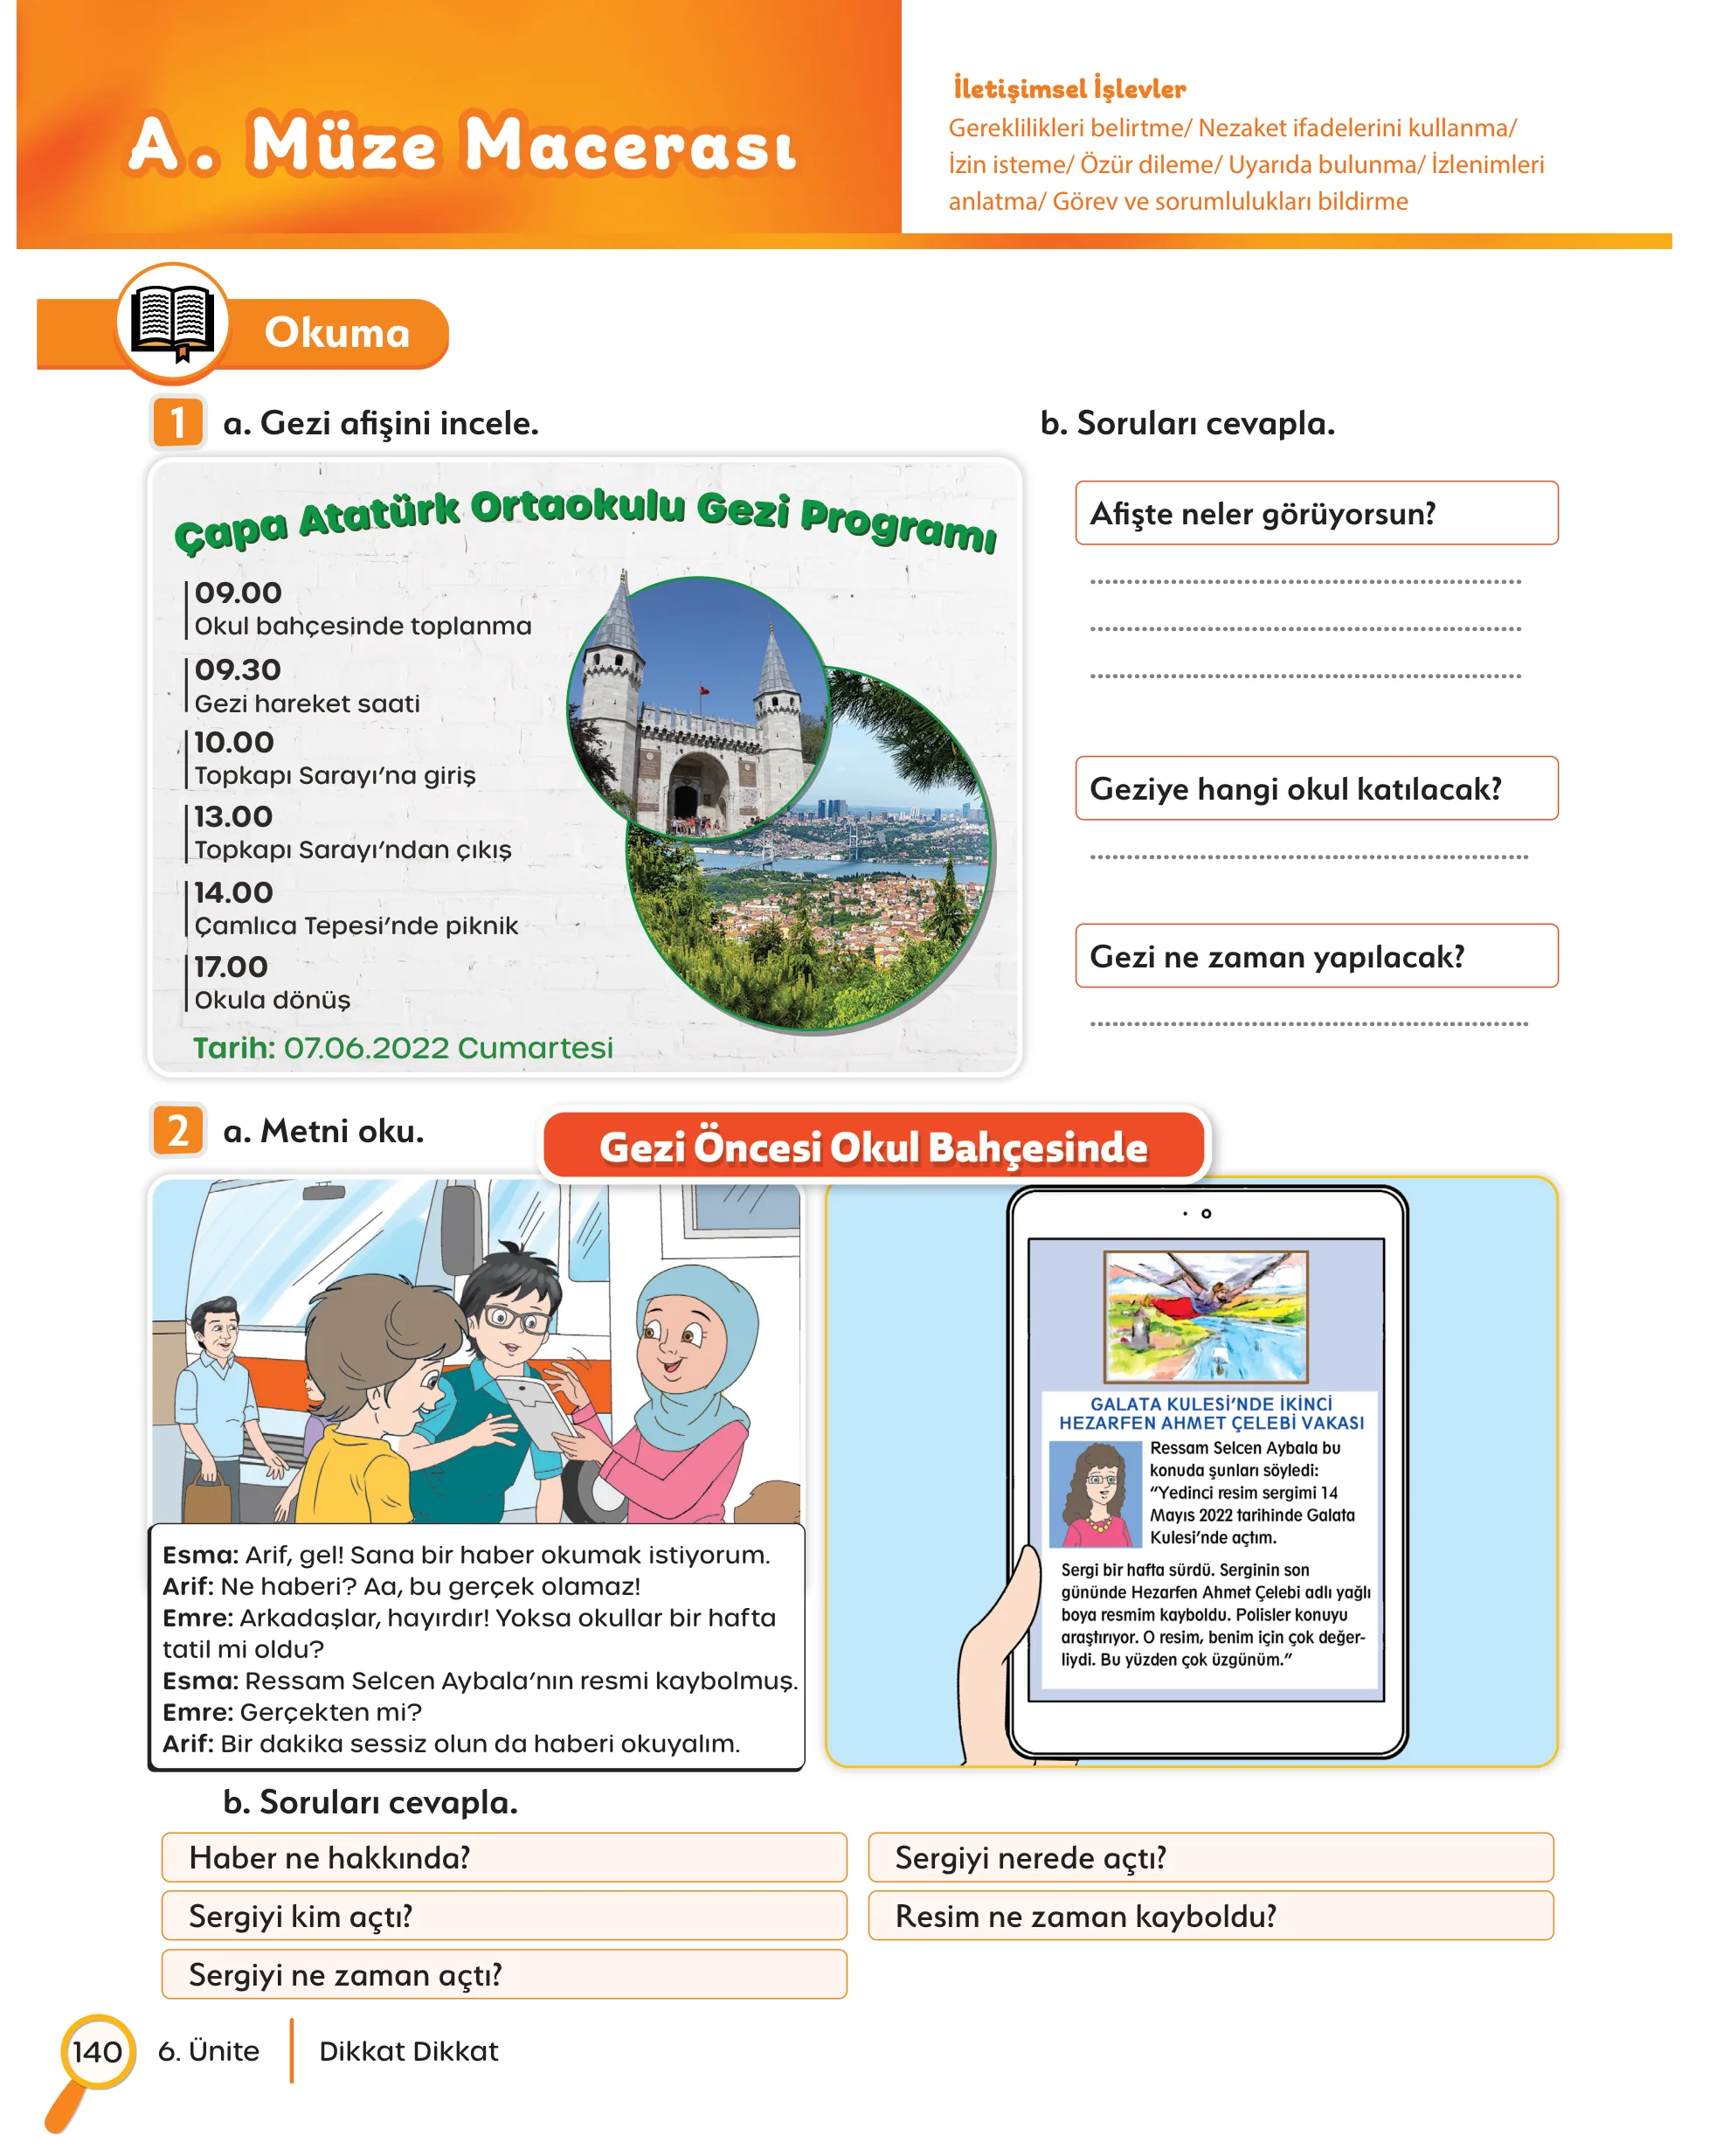 A. Müze Macerası
İletişimsel İşlevler
Gereklilikleri belirtme/ Nezaket ifadelerini kullanma/
İzin isteme/ Özür dileme/ Uyarıda bulunma/ İzlenimleri
anlatma/ Görev ve sorumlulukları bildirme
Okuma
1 a. Gezi afişini incele.
Çapa Atatürk Ortaokulu Gezi Programı
09.00
Okul bahçesinde toplanma
09.30
Gezi hareket saati
10.00
Topkapı Sarayı’na giriş
13.00
Topkapı Sarayı’ndan çıkış
14.00
Çamlıca Tepesi’nde piknik
17.00
Okula dönüş
Tarih: 07.06.2022 Cumartesi
b. Soruları cevapla.
Afişte neler görüyorsun?
Geziye hangi okul katılacak?
Gezi ne zaman yapılacak?
2 a. Metni oku.
Gezi Öncesi Okul Bahçesinde
Esma: Arif, gel! Sana bir haber okumak istiyorum.
Arif: Ne haberi? Aa, bu gerçek olamaz!
Emre: Arkadaşlar, hayırdır! Yoksa okullar bir hafta
tatil mi oldu?
Esma: Ressam Selcen Aybala’nın resmi kaybolmuş.
Emre: Gerçekten mi?
Arif: Bir dakika sessiz olun da haberi okuyalım.
GALATA KULESİ’NDE İKİNCİ
HEZARFEN AHMET ÇELEBİ VAKASI
Ressam Selcen Aybala bu
konuda şunları söyledi:
“Yedinci resim sergimi 14
Mayıs 2022 tarihinde Galata
Kulesi’nde açtım.
Sergi bir hafta sürdü. Serginin son
gününde Hezarfen Ahmet Çelebi adlı yağlı
boya resmim kayboldu. Polisler konuyu
araştırıyor. O resim, benim için çok değer-
liydi. Bu yüzden çok üzgünüm.”
b. Soruları cevapla.
Haber ne hakkında?
Sergiyi kim açtı?
Sergiyi ne zaman açtı?
Sergiyi nerede açtı?
Resim ne zaman kayboldu?
140 6. Ünite Dikkat Dikkat